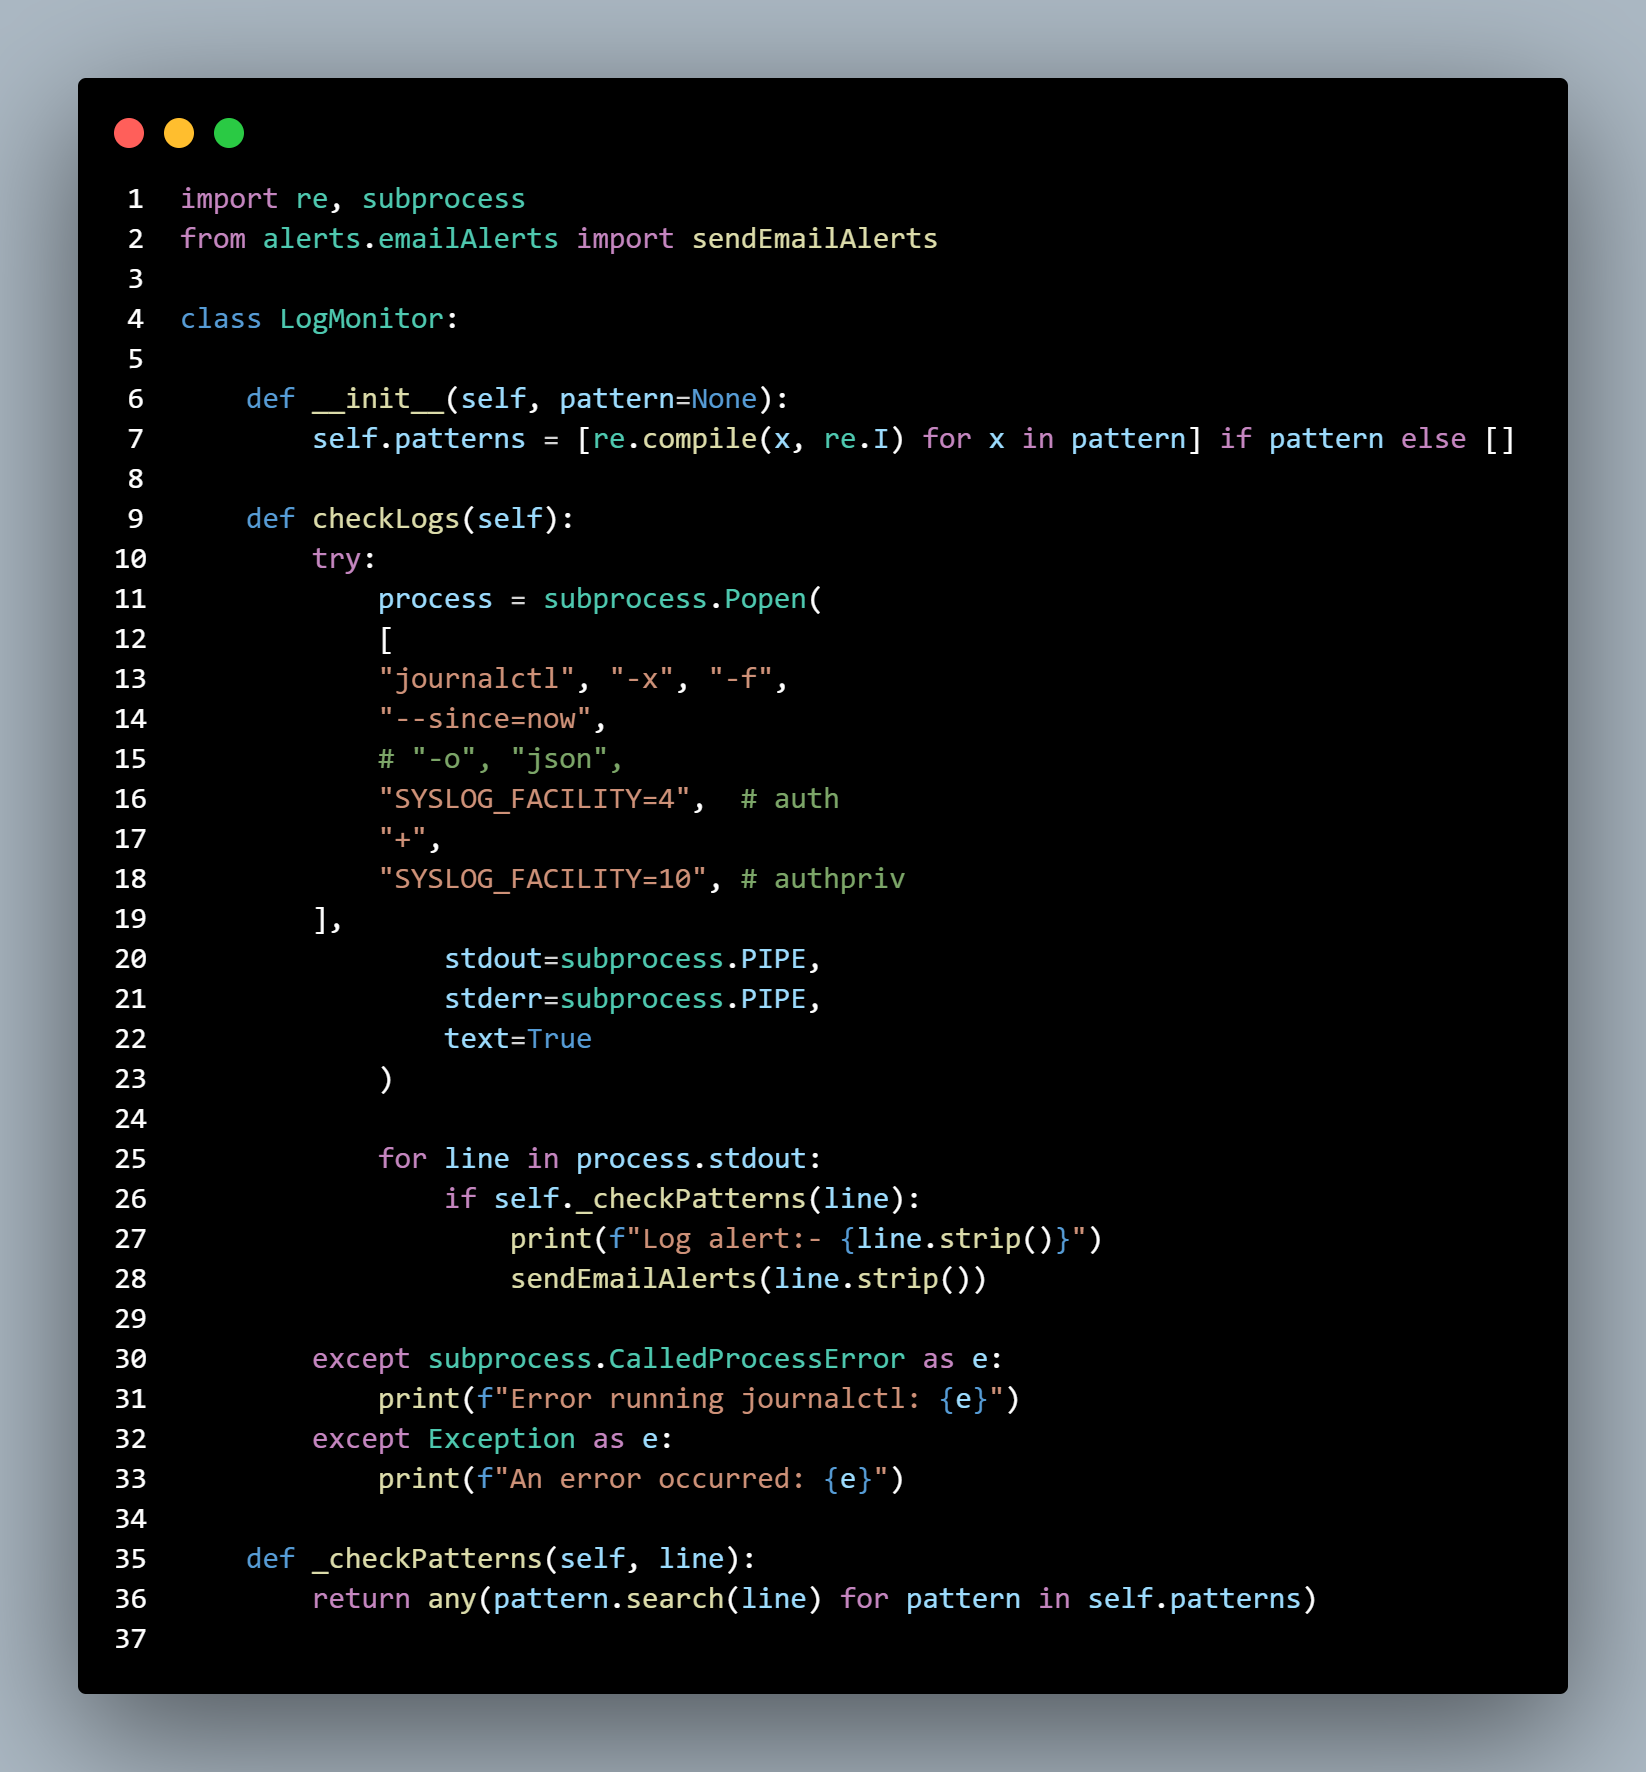 1 import re, subprocess
2 from alerts.emailAlerts import sendEmailAlerts
3
4 class LogMonitor:
5
6     def __init__(self, pattern=None):
7         self.patterns = [re.compile(x, re.I) for x in pattern] if pattern else []
8
9     def checkLogs(self):
10         try:
11             process = subprocess.Popen(
12             [
13             "journalctl", "-x", "-f",
14             "--since=now",
15             # "-o", "json",
16             "SYSLOG_FACILITY=4",  # auth
17             "+",
18             "SYSLOG_FACILITY=10", # authpriv
19         ],
20                 stdout=subprocess.PIPE,
21                 stderr=subprocess.PIPE,
22                 text=True
23             )
24
25             for line in process.stdout:
26                 if self._checkPatterns(line):
27                     print(f"Log alert:- {line.strip()}")
28                     sendEmailAlerts(line.strip())
29
30         except subprocess.CalledProcessError as e:
31             print(f"Error running journalctl: {e}")
32         except Exception as e:
33             print(f"An error occurred: {e}")
34
35     def _checkPatterns(self, line):
36         return any(pattern.search(line) for pattern in self.patterns)
37